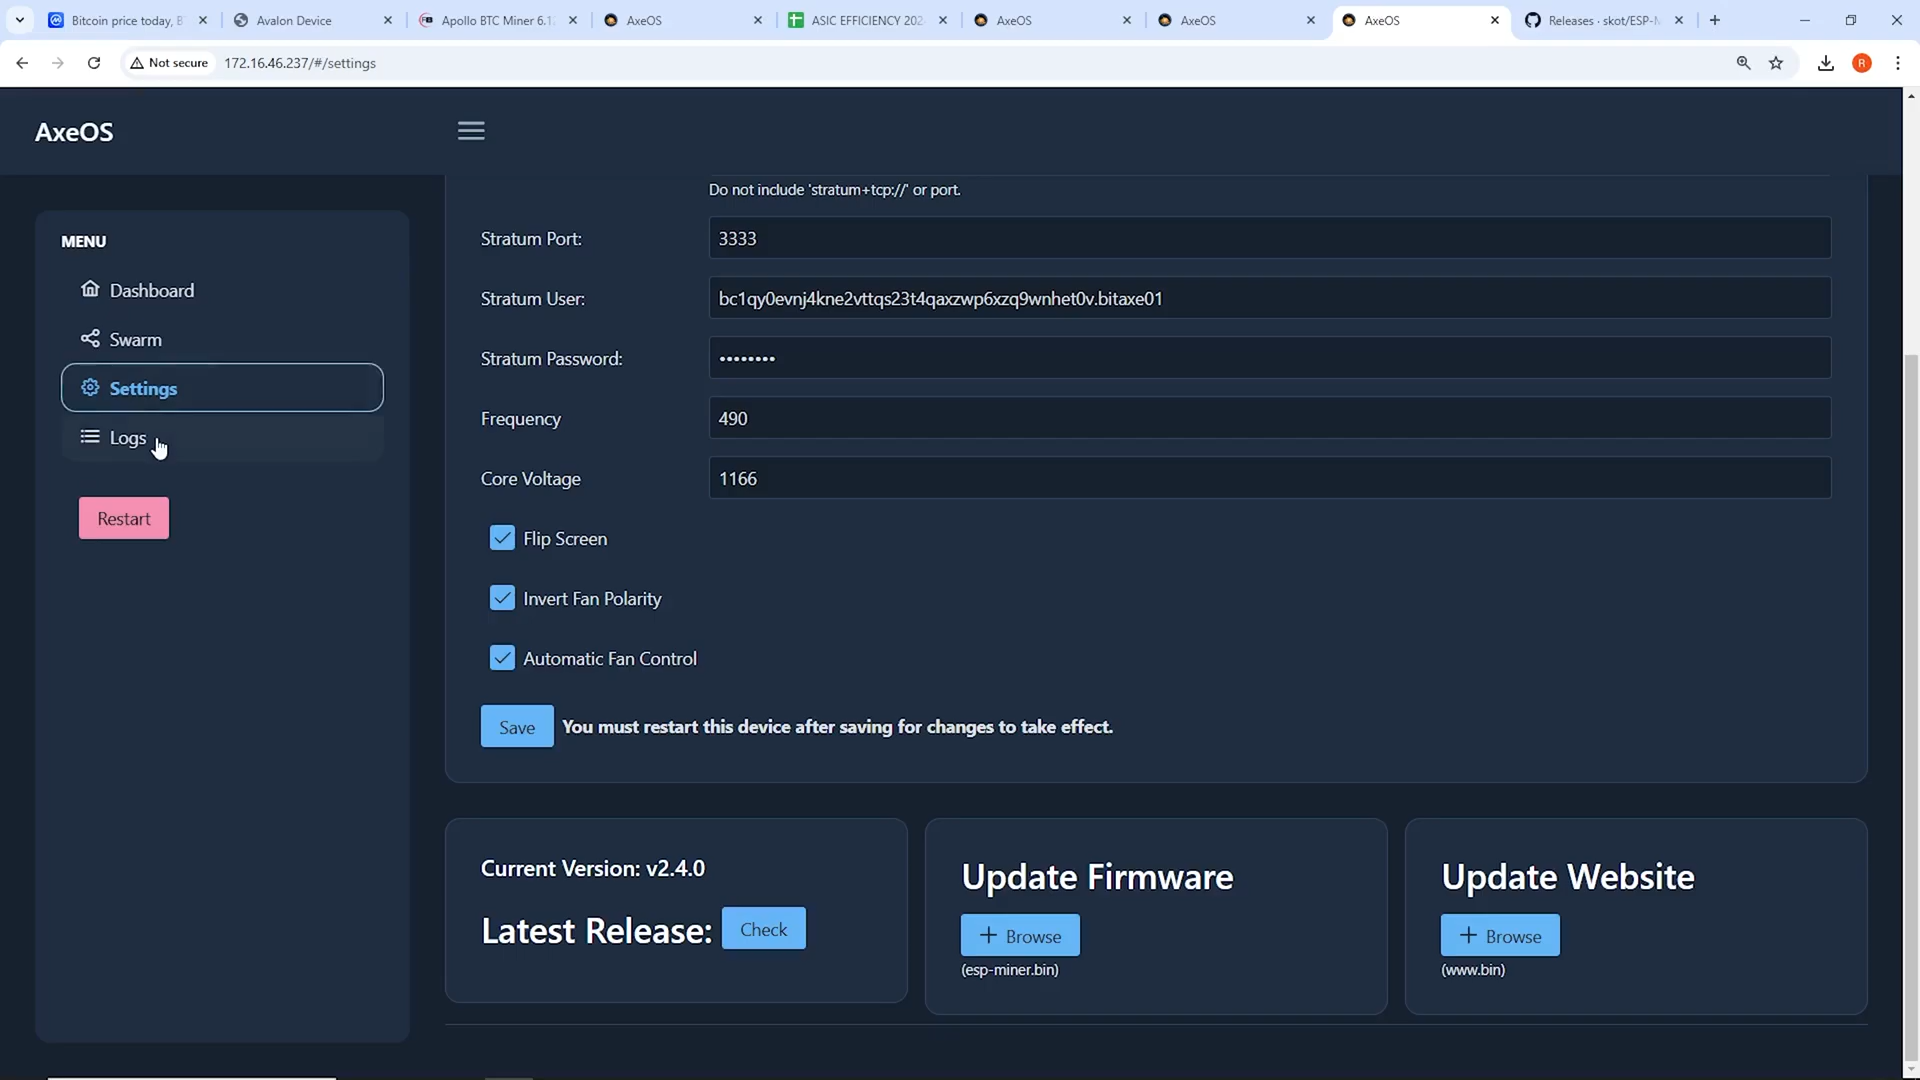 Bitcoin price today, B
Avalon Device
Apollo BTC Miner 6.1
AxeOS
ASIC EFFICIENCY 202
AxeOS
AxeOS
AxeOS
Releases · skot/ESP-M
Not secure
172.16.46.237/#/settings
R
AxeOS
MENU
Dashboard
Swarm
Settings
Logs
Restart
Do not include 'stratum+tcp://' or port.
Stratum Port:
3333
Stratum User:
bc1qy0evnj4kne2vttqs23t4qaxzwp6xzq9wnhet0v.bitaxe01
Stratum Password:
••••••••
Frequency
490
Core Voltage
1166
Flip Screen
Invert Fan Polarity
Automatic Fan Control
Save
You must restart this device after saving for changes to take effect.
Current Version: v2.4.0
Latest Release:
Check
Update Firmware
+ Browse
(esp-miner.bin)
Update Website
+ Browse
(www.bin)